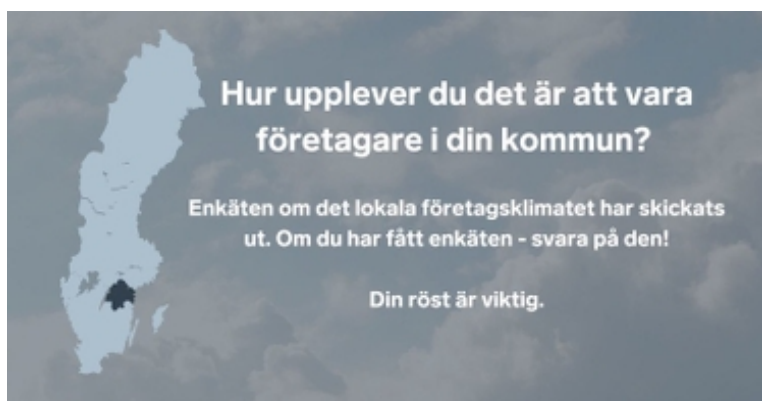 Hur upplever du det är att vara
företagare i din kommun?
Enkäten om det lokala företagsklimatet har skickats
ut. Om du har fått enkäten - svara på den!
Din röst är viktig.